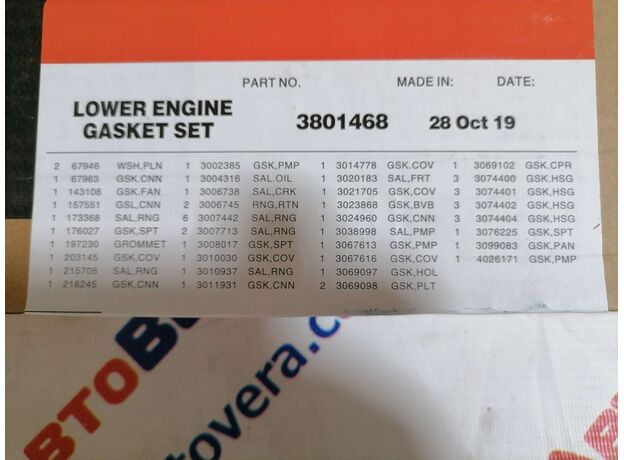 PART NO. MADE IN: DATE:
LOWER ENGINE
GASKET SET
3801468 28 Oct 19
2 67946 WSH,PLN 1 3002385 GSK,PMP 1 3014778 GSK,COV 1 3069102 GSK,CPR
1 67963 GSK,CNN 1 3004316 SAL,OIL 1 3020183 SAL,FRT 3 3074400 GSK,HSG
1 143108 GSK,FAN 1 3006738 SAL,CRK 1 3021705 GSK,COV 3 3074401 GSK,HSG
1 157551 GSL,CNN 2 3006745 RNG,RTN 1 3023868 GSK,BVB 3 3074402 GSK,HSG
1 173368 SAL,RNG 6 3007442 SAL,RNG 1 3024960 GSK,CNN 3 3074404 GSK,HSG
1 176027 GSK,SPT 2 3007713 SAL,RNG 1 3038998 SAL,PMP 1 3076225 GSK,SPT
1 197230 GROMMET 1 3008017 GSK,SPT 1 3067613 GSK,PMP 1 3099083 GSK,PAN
1 203145 GSK,COV 1 3010030 GSK,COV 1 3067616 GSK,COV 1 4026171 GSK,PMP
1 215705 SAL,RNG 1 3010937 SAL,RNG 1 3069097 GSK,HOL
1 218245 GSK,CNN 1 3011931 GSK,CNN 2 3069098 GSK,PLT